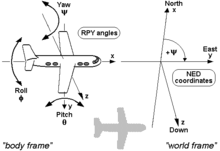 Yaw
Ψ
RPY angles
x
Roll
ϕ
z
y
Pitch
θ
"body frame"
North
x
+Ψ
East
y
NED
coordinates
z
Down
"world frame"